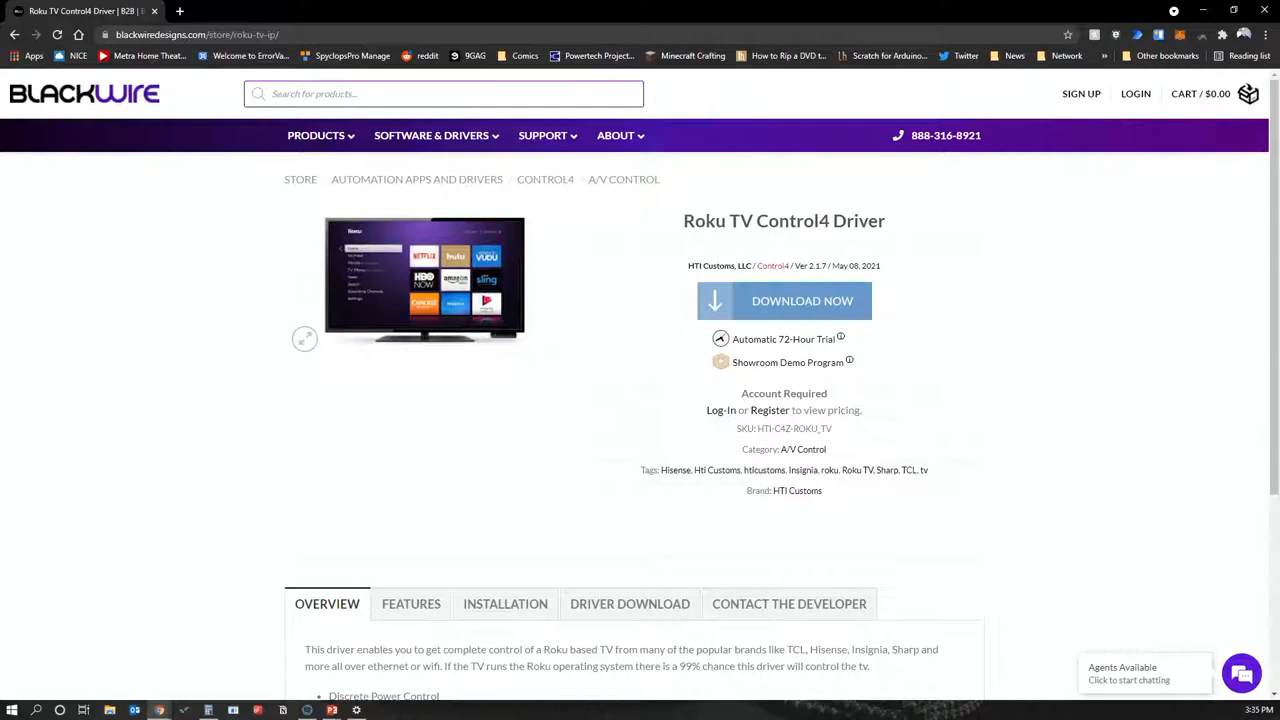 Roku TV Control4 Driver | B2B |
blackwiredesigns.com/store/roku-tv-ip/
Apps NICE Metra Home Theat... Welcome to Errance... SpyclopsPro Manage reddit 9GAG Comics Powertech Project... Minecraft Crafting How to Rip a DVD t... Scratch for Arduino... Twitter News Network » Other bookmarks Reading list
BLACKWIRE Search for products... SIGN UP LOGIN CART / $0.00
PRODUCTS SOFTWARE & DRIVERS SUPPORT ABOUT 888-316-8921
STORE AUTOMATION APPS AND DRIVERS / CONTROL4 / A/V CONTROL
Roku
NETFLIX hulu VUDU
HBO NOW amazon sling
Roku TV Control4 Driver
HTI Customs, LLC / Control4 / Ver 2.1.7 / May 08, 2021
DOWNLOAD NOW
Automatic 72-Hour Trial
Showroom Demo Program
Account Required
Log-In or Register to view pricing.
SKU: HTI-C4Z-ROKU_TV
Category: A/V Control
Tags: Hisense, Hti Customs, hticustoms, Insignia, roku, Roku TV, Sharp, TCL, tv
Brand: HTI Customs
OVERVIEW FEATURES INSTALLATION DRIVER DOWNLOAD CONTACT THE DEVELOPER
This driver enables you to get complete control of a Roku based TV from many of the popular brands like TCL, Hisense, Insignia, Sharp and
more all over ethernet or wifi. If the TV runs the Roku operating system there is a 99% chance this driver will control the tv.
• Discrete Power Control
Agents Available
Click to start chatting
3:35 PM